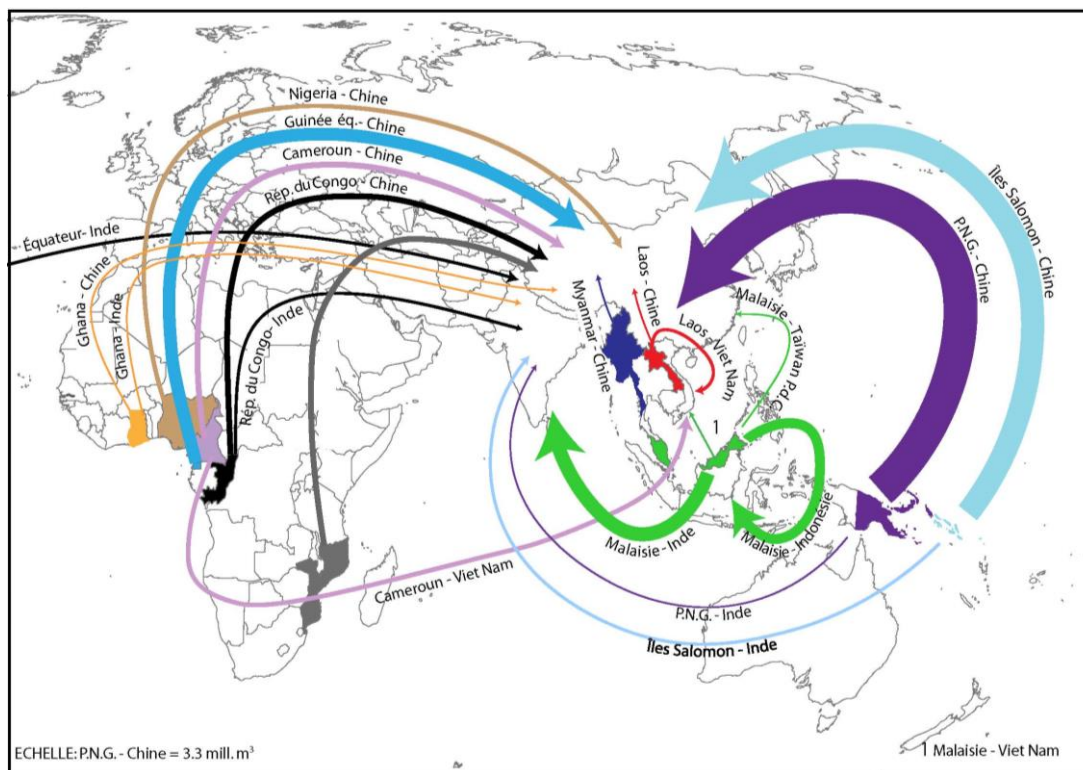 Nigeria - Chine
Guinée éq.- Chine
Cameroun - Chine
Rép. du Congo - Chine
Équateur- Inde
Ghana - Chine
Ghana - Inde
Rép. du Congo - Inde
Myanmar - Chine
Laos - Chine
Laos - Viet Nam
Malaisie - Taïwan P.d.C
Îles Salomon - Chine
P.N.G. - Chine
1
Malaisie - Inde
Malaisie - Indonésie
Cameroun - Viet Nam
P.N.G. - Inde
Îles Salomon - Inde
ECHELLE: P.N.G. - Chine = 3.3 mill. m³
1 Malaisie - Viet Nam